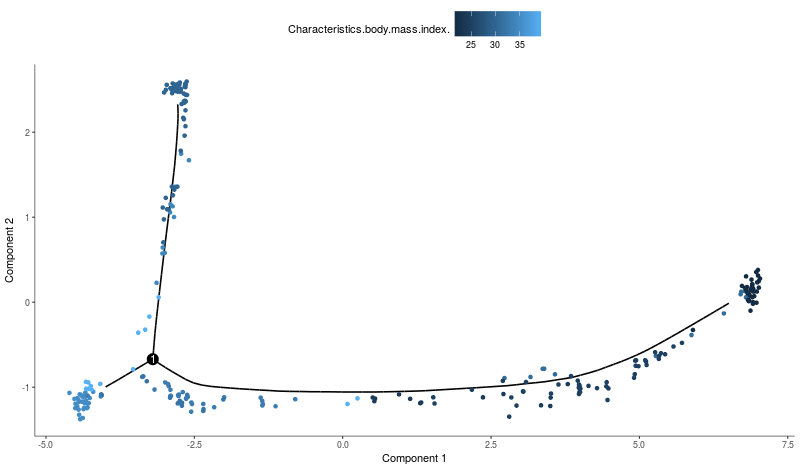 Characteristics.body.mass.index.
25 30 35
Component 2
2
1
0
-1
1
-5.0 -2.5 0.0 2.5 5.0 7.5
Component 1